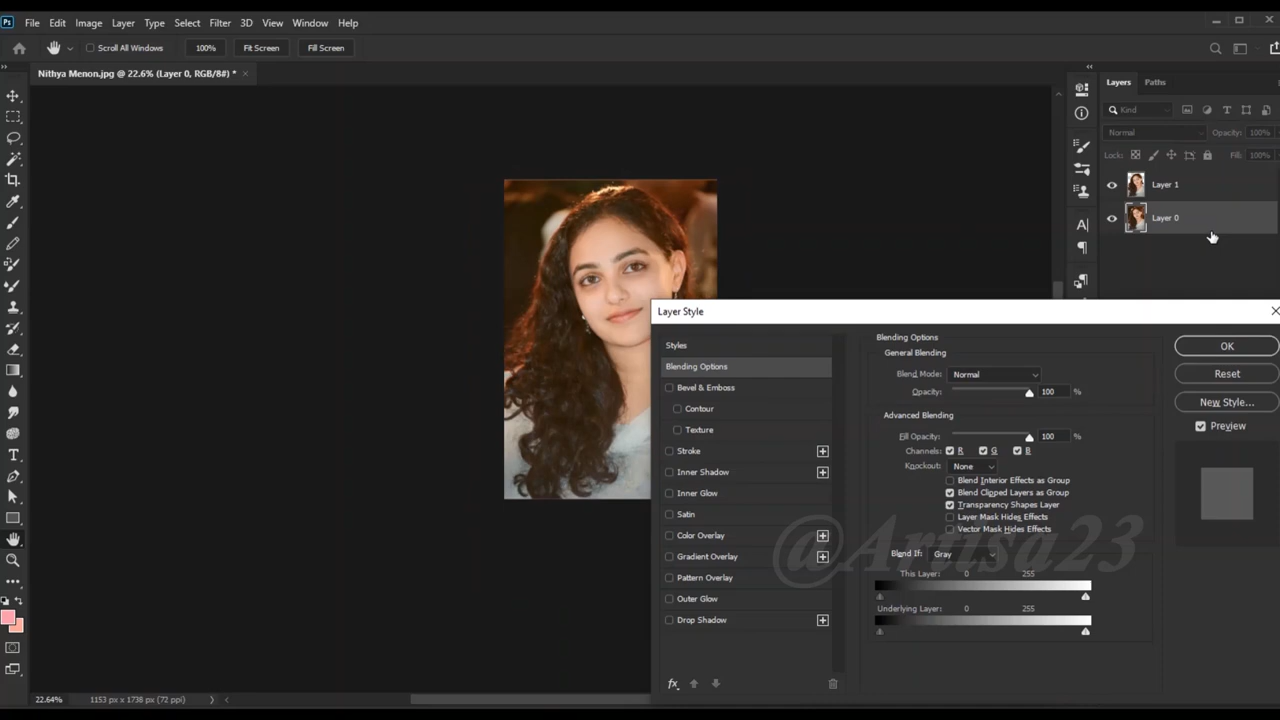 Ps File Edit Image Layer Type Select Filter 3D View Window Help
Scroll All Windows 100% Fit Screen Fill Screen
Nithya Menon.jpg @ 22.6% (Layer 0, RGB/8#) * ×
Layers Paths
Kind
Normal Opacity: 100%
Lock: Fill: 100%
Layer 1
Layer 0
Layer Style
Styles
Blending Options
Bevel & Emboss
Contour
Texture
Stroke
Inner Shadow
Inner Glow
Satin
Color Overlay
Gradient Overlay
Pattern Overlay
Outer Glow
Drop Shadow
fx
Blending Options
General Blending
Blend Mode: Normal
Opacity: 100 %
Advanced Blending
Fill Opacity: 100 %
Channels: R G B
Knockout: None
Blend Interior Effects as Group
Blend Clipped Layers as Group
Transparency Shapes Layer
Layer Mask Hides Effects
Vector Mask Hides Effects
Blend If: Gray
This Layer: 0 255
Underlying Layer: 0 255
OK
Reset
New Style...
Preview
@Artisa23
22.64% 1153 px x 1738 px (72 ppi)